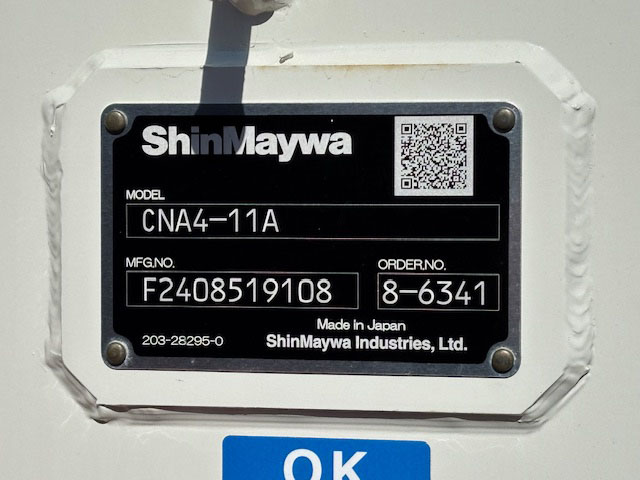 ShinMaywa
MODEL
CNA4-11A
MFG.NO.
F2408519108
ORDER.NO.
8-6341
Made in Japan
203-28295-0
ShinMaywa Industries, Ltd.
OK